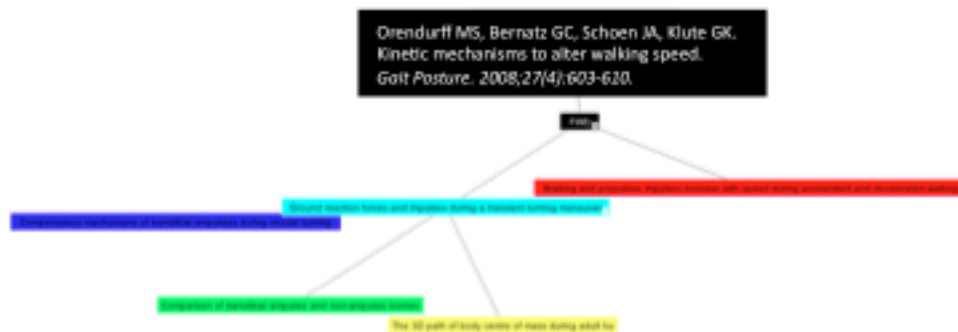 Orendurff MS, Bernatz GC, Schoen JA, Klute GK.
Kinetic mechanisms to alter walking speed.
Gait Posture. 2008;27(4):603-610.
Braking and propulsive impulses increase with speed during accelerated and decelerated walking
Ground reaction forces and impulses during a transient turning maneuver
Compensatory mechanisms of transtibial amputees during circular turning
Comparison of transtibial amputee and non-amputee
The 3D path of body centre of mass during adult hu